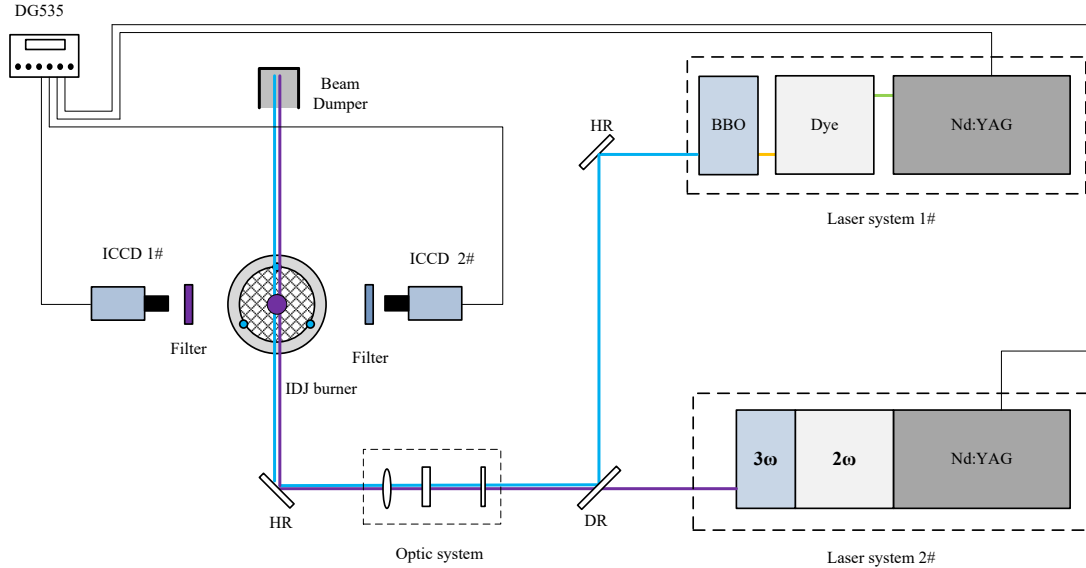 DG535
Beam
Dumper
HR
BBO
Dye
Nd:YAG
Laser system 1#
ICCD 1#
ICCD 2#
Filter
Filter
IDJ burner
3ω
2ω
Nd:YAG
HR
DR
Optic system
Laser system 2#